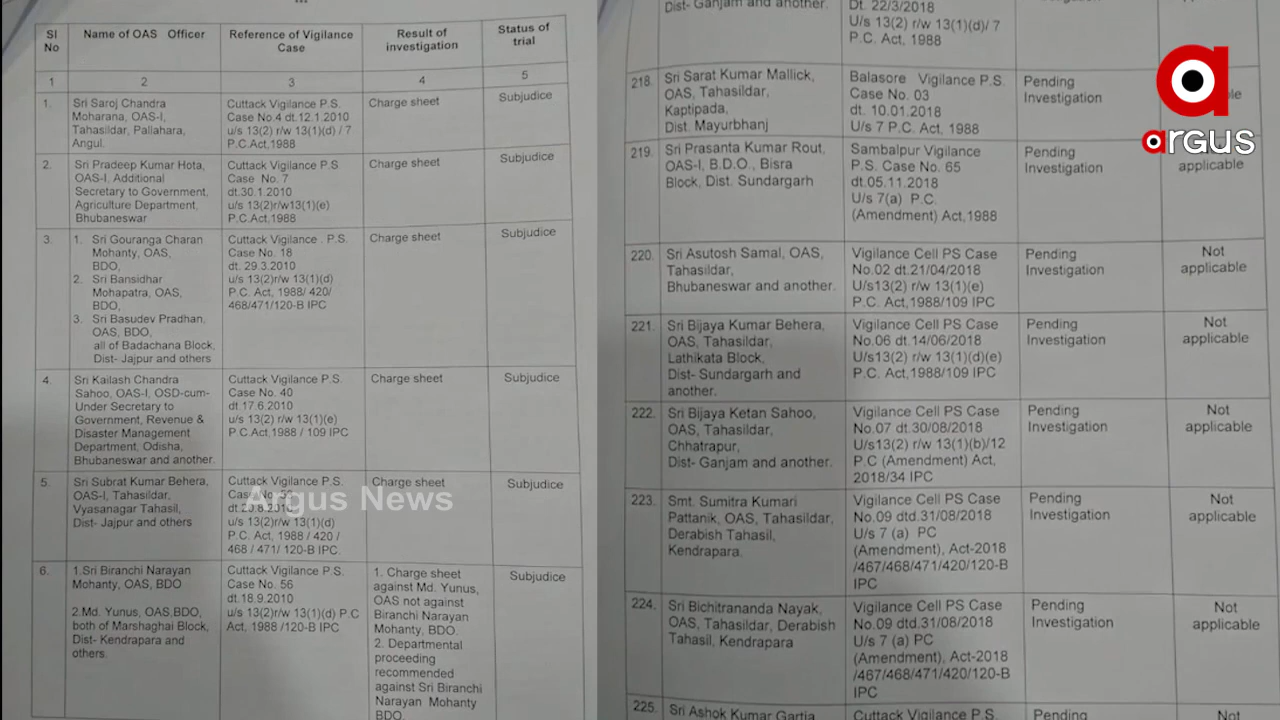 Sl No
Name of OAS Officer
Reference of Vigilance Case
Result of investigation
Status of trial
1
2
3
4
5
1.
Sri Saroj Chandra
Moharana, OAS-I,
Tahasildar, Pallahara,
Angul.
Cuttack Vigilance P.S.
Case No.4 dt.12.1 2010
u/s 13(2) r/w 13(1)(d) / 7
P.C.Act,1988
Charge sheet
Subjudice
2.
Sri Pradeep Kumar Hota,
OAS-I, Additional
Secretary to Government,
Agriculture Department,
Bhubaneswar
Cuttack Vigilance P.S
Case No. 7
dt.30.1.2010
u/s 13(2)r/w13(1)(e)
P.C.Act,1988
Charge sheet
Subjudice
3.
1. Sri Gouranga Charan
Mohanty, OAS,
BDO,
2. Sri Bansidhar
Mohapatra, OAS,
BDO,
3. Sri Basudev Pradhan,
OAS, BDO,
all of Badachana Block,
Dist- Jajpur and others
Cuttack Vigilance . P.S.
Case No. 18
dt. 29.3.2010
u/s 13(2)r/w 13(1)(d)
P.C. Act, 1988/ 420/
468/471/120-B IPC
Charge sheet
Subjudice
4.
Sri Kailash Chandra
Sahoo, OAS-I, OSD-cum-
Under Secretary to
Government, Revenue &
Disaster Management
Department, Odisha,
Bhubaneswar and another.
Cuttack Vigilance P.S.
Case No. 40
dt.17.6.2010
u/s 13(2) r/w 13(1)(e)
P.C.Act,1988 / 109 IPC
Charge sheet
Subjudice
5.
Sri Subrat Kumar Behera,
OAS-I, Tahasildar,
Vyasanagar Tahasil,
Dist- Jajpur and others
Cuttack Vigilance P.S.
Case No.
u/s 13(2)r/w 13(1)(d)
P.C. Act, 1988 / 420 /
468 / 471/ 120-B IPC.
Charge sheet
Subjudice
Argus News
6.
1.Sri Biranchi Narayan
Mohanty, OAS, BDO
2.Md. Yunus, OAS,BDO,
both of Marshaghai Block,
Dist- Kendrapara and
others.
Cuttack Vigilance P.S.
Case No. 56
dt.18.9.2010
u/s 13(2)r/w 13(1)(d) P.C
Act, 1988 /120-B IPC
1. Charge sheet
against Md. Yunus,
OAS not against
Biranchi Narayan
Mohanty, BDO.
2. Departmental
proceeding
recommended
against Sri Biranchi
Narayan Mohanty
BDO.
Subjudice
Dist- Ganjam and another.
Dt. 22/3/2018
U/s 13(2) r/w 13(1)(d)/ 7
P.C. Act, 1988
Investigation
218.
Sri Sarat Kumar Mallick,
OAS, Tahasildar,
Kaptipada,
Dist. Mayurbhanj
Balasore Vigilance P.S.
Case No. 03
dt. 10.01.2018
U/s 7 P.C. Act, 1988
Pending
Investigation
argus
219.
Sri Prasanta Kumar Rout,
OAS-I, B.D.O., Bisra
Block, Dist. Sundargarh
Sambalpur Vigilance
P.S. Case No. 65
dt.05.11.2018
U/s 7(a) P.C.
(Amendment) Act,1988
Pending
Investigation
applicable
220.
Sri Asutosh Samal, OAS,
Tahasildar,
Bhubaneswar and another.
Vigilance Cell PS Case
No.02 dt.21/04/2018
U/s13(2) r/w 13(1)(e)
P.C. Act,1988/109 IPC
Pending
Investigation
Not
applicable
221.
Sri Bijaya Kumar Behera,
OAS, Tahasildar,
Lathikata Block,
Dist- Sundargarh and
another.
Vigilance Cell PS Case
No.06 dt.14/06/2018
U/s13(2) r/w 13(1)(d)(e)
P.C. Act,1988/109 IPC
Pending
Investigation
Not
applicable
222.
Sri Bijaya Ketan Sahoo,
OAS, Tahasildar,
Chhatrapur,
Dist- Ganjam and another.
Vigilance Cell PS Case
No.07 dt.30/08/2018
U/s13(2) r/w 13(1)(b)/12
P.C (Amendment) Act,
2018/34 IPC
Pending
Investigation
Not
applicable
223.
Smt. Sumitra Kumari
Pattanik, OAS, Tahasildar,
Derabish Tahasil,
Kendrapara.
Vigilance Cell PS Case
No.09 dtd.31/08/2018
U/s 7 (a) PC
(Amendment), Act-2018
/467/468/471/420/120-B
IPC
Pending
Investigation
Not
applicable
224.
Sri Bichitrananda Nayak,
OAS, Tahasildar, Derabish
Tahasil, Kendrapara
Vigilance Cell PS Case
No.09 dtd.31/08/2018
U/s 7 (a) PC
(Amendment), Act-2018
/467/468/471/420/120-B
IPC
Pending
Investigation
Not
applicable
225.
Sri Ashok Kumar Gartia
Cuttack Vigilance P.S.
Pending
Not